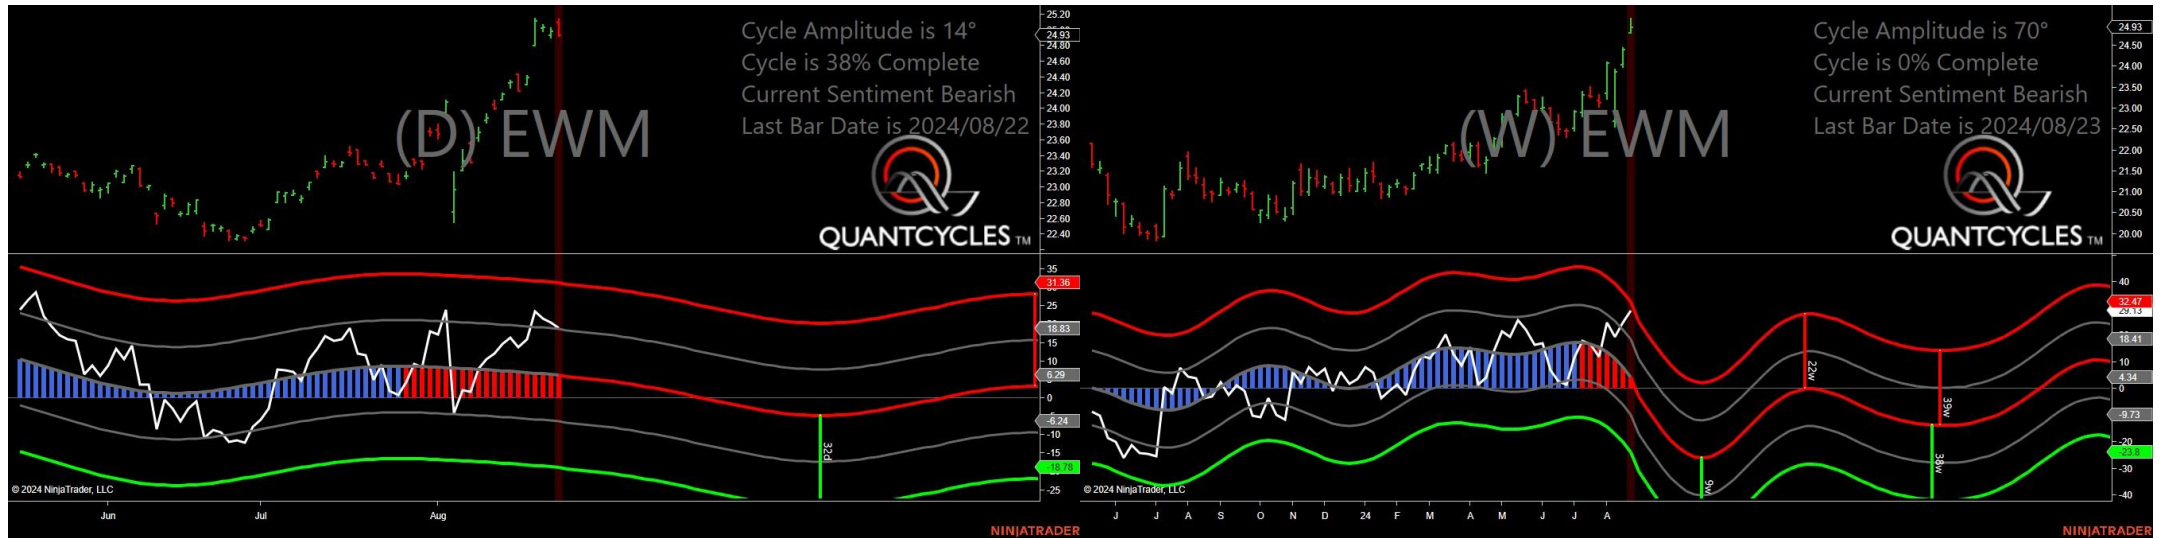 (D) EWM
Cycle Amplitude is 14°
Cycle is 38% Complete
Current Sentiment Bearish
Last Bar Date is 2024/08/22
QUANTCYCLES TM
25.20
24.93
24.80
24.60
24.40
24.20
24.00
23.80
23.60
23.40
23.20
23.00
22.80
22.60
22.40
35
31.36
25
18.83
15
10
6.29
0
-6.24
-10
-15
-18.78
-25
32d
© 2024 NinjaTrader, LLC
Jun
Jul
Aug
NINJATRADER
(W) EWM
Cycle Amplitude is 70°
Cycle is 0% Complete
Current Sentiment Bearish
Last Bar Date is 2024/08/23
QUANTCYCLES TM
24.93
24.50
24.00
23.50
23.00
22.50
22.00
21.50
21.00
20.50
20.00
40
32.47
29.13
18.41
10
4.34
0
-9.73
-20
-23.8
-30
-40
9w
22w
38w
39w
© 2024 NinjaTrader, LLC
J J A S O N D 24 F M A M J J A
NINJATRADER